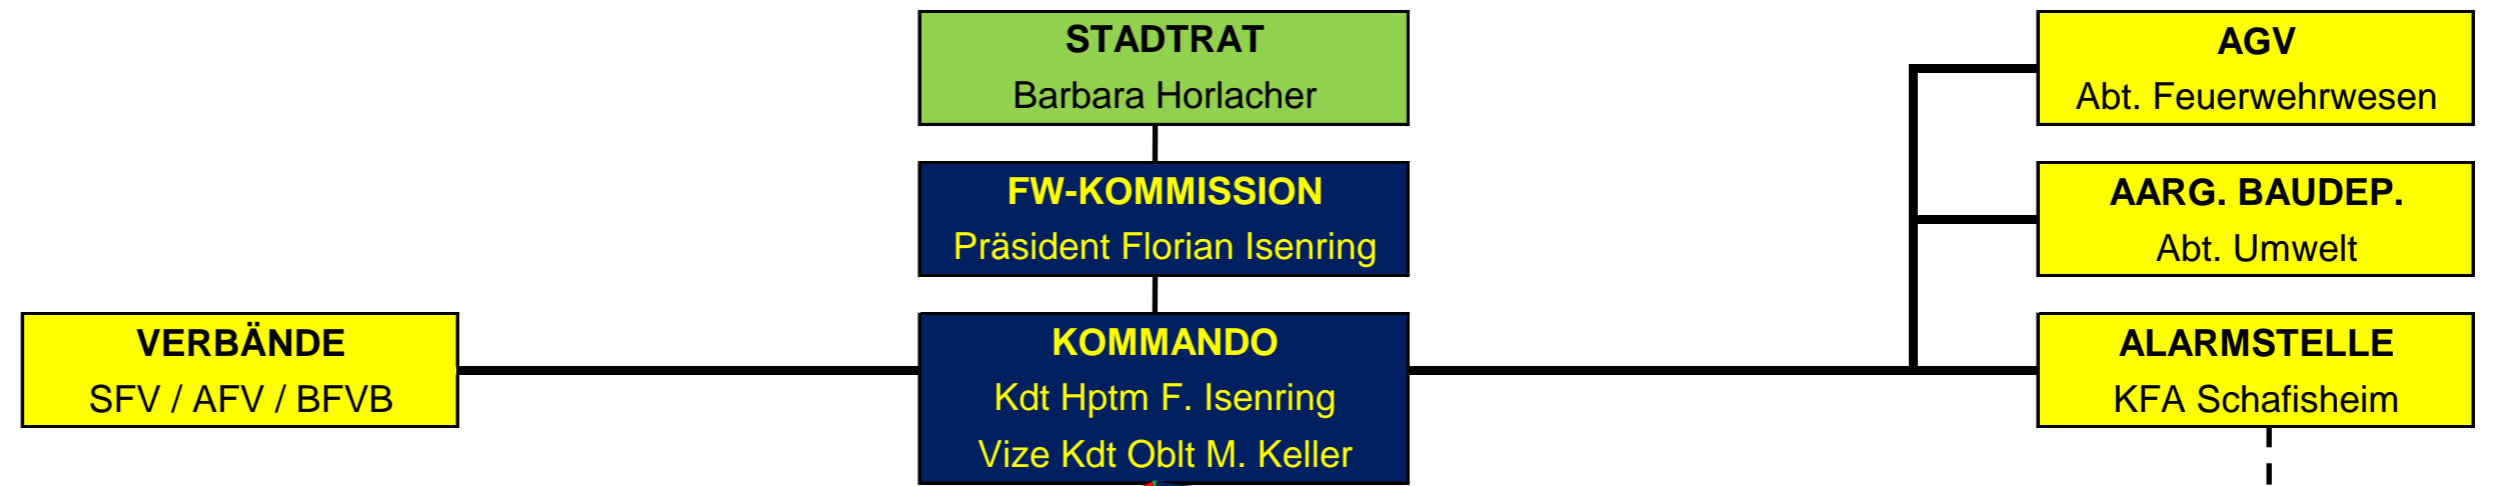 STADTRAT
Barbara Horlacher
AGV
Abt. Feuerwehrwesen
FW-KOMMISSION
Präsident Florian Isenring
AARG. BAUDEP.
Abt. Umwelt
VERBÄNDE
SFV / AFV / BFVB
KOMMANDO
Kdt Hptm F. Isenring
Vize Kdt Oblt M. Keller
ALARMSTELLE
KFA Schafisheim